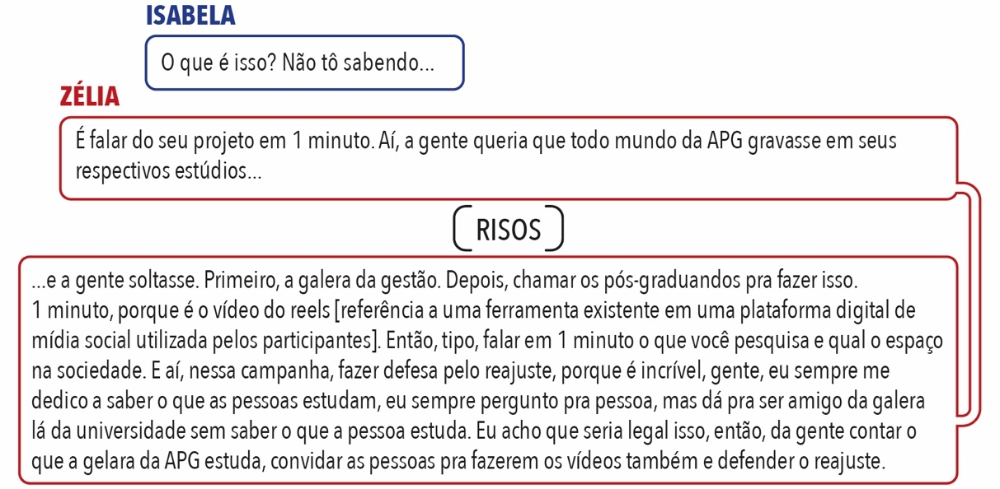 ISABELA
O que é isso? Não tô sabendo...
ZÉLIA
É falar do seu projeto em 1 minuto. Aí, a gente queria que todo mundo da APG gravasse em seus
respectivos estúdios...
RISOS
...e a gente soltasse. Primeiro, a galera da gestão. Depois, chamar os pós-graduandos pra fazer isso.
1 minuto, porque é o vídeo do reels [referência a uma ferramenta existente em uma plataforma digital de
mídia social utilizada pelos participantes]. Então, tipo, falar em 1 minuto o que você pesquisa e qual o espaço
na sociedade. E aí, nessa campanha, fazer defesa pelo reajuste, porque é incrível, gente, eu sempre me
dedico a saber o que as pessoas estudam, eu sempre pergunto pra pessoa, mas dá pra ser amigo da galera
lá da universidade sem saber o que a pessoa estuda. Eu acho que seria legal isso, então, da gente contar o
que a gelara da APG estuda, convidar as pessoas pra fazerem os vídeos também e defender o reajuste.